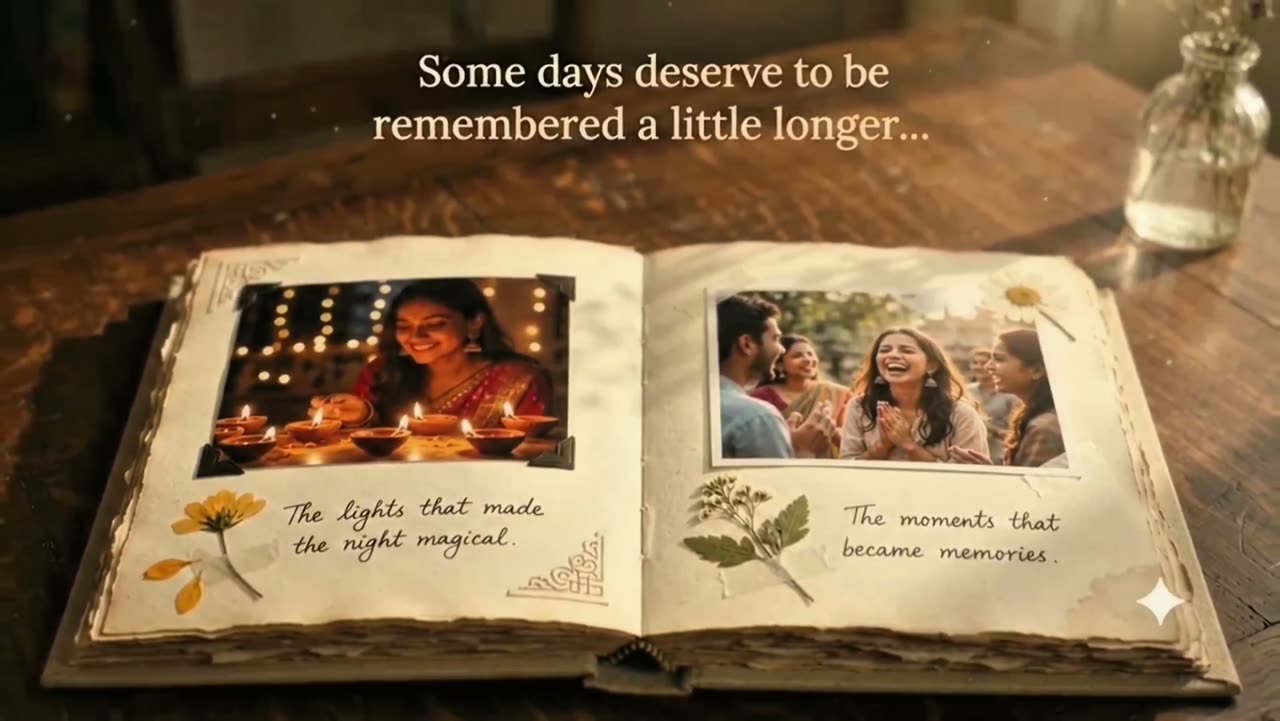 Some days deserve to be
remembered a little longer...
The lights that made
the night magical.
The moments that
became memories.